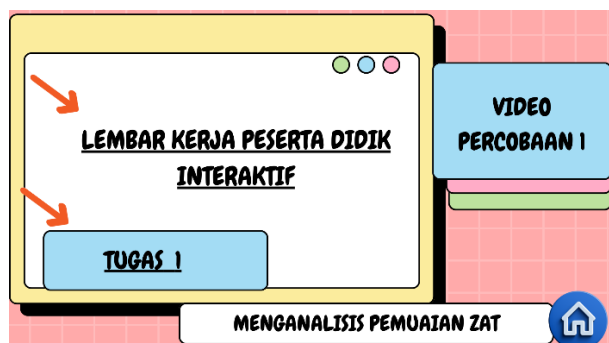 LEMBAR KERJA PESERTA DIDIK
INTERAKTIF
TUGAS 1
VIDEO
PERCOBAAN 1
MENGANALISIS PEMUAIAN ZAT